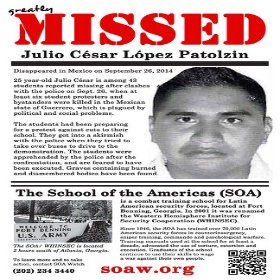 greatly
MISSED
Julio César López Patolzin
Disappeared in Mexico on September 26, 2014
25 year-old Julio César is among 43
students reported missing after clashes
with the police on Sept. 26, when at
least six student protesters and
bystanders were killed in the Mexican
state of Guerrero, which is plagued by
political and social problems.
The students had been preparing
for a protest against cuts to their
school. They got into a skirmish
with the police when they tried to
take over buses to drive to the
demonstration. The students were
apprehended by the police after the
confrontation, and are feared to have
been executed. Graves containing burned
and dismembered bodies have been found
The School of the Americas (SOA)
is a combat training school for Latin
American security forces, located at Fort
Benning, Georgia. In 2001 it was renamed
the Western Hemisphere Institute for
Security Cooperation (WHINSEC).
Since 1946, the SOA has trained over
Latin American security forces in counterinsurgency,
sniper training, commando and psychological warfare.
Training manuals used at the school for at least a
decade, advocated the use of torture, extortion and
execution.
use their skills to wage
a war against their own people.
WELCOME TO
FORT BENNING
U.S. ARMY
The SOA / WHINSEC is located
2 hours south of Atlanta, Georgia.
To learn more and to take
action, contact SOA Watch
(202) 234 3440
soaw.org